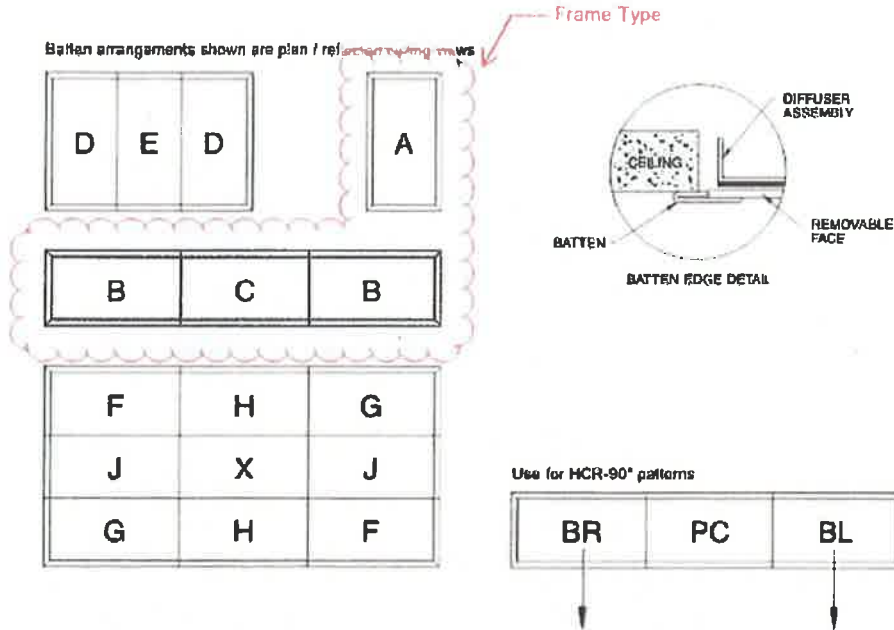 Frame Type
Batten arrangements shown are plan /
D E D
A
DIFFUSER
ASSEMBLY
CEILING
BATTEN
REMOVABLE
FACE
BATTEN EDGE DETAIL
B C B
F H G
J X J
G H F
Use for HCR-90° patterns
BR PC BL